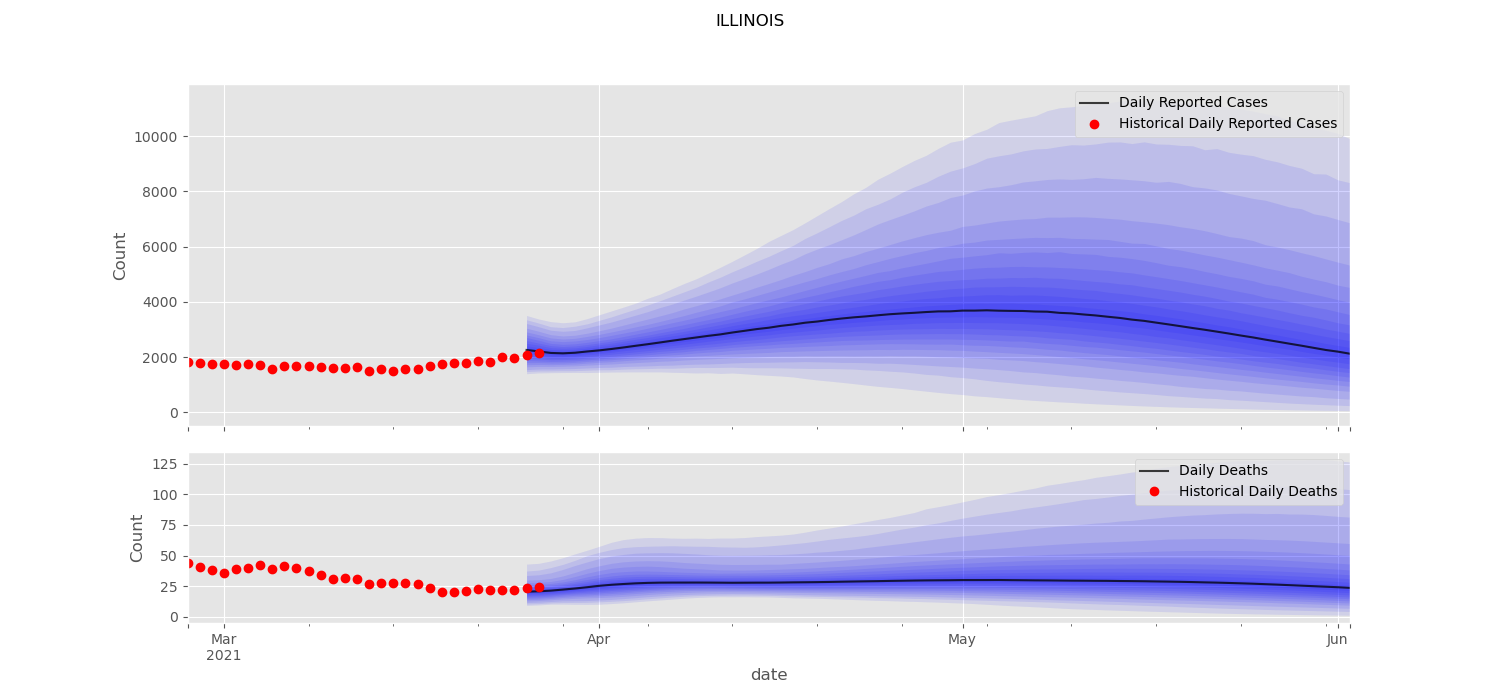 ILLINOIS
Daily Reported Cases
Historical Daily Reported Cases
10000
8000
6000
4000
2000
0
Count
Daily Deaths
Historical Daily Deaths
125
100
75
50
25
0
Count
Mar Apr May Jun
2021
date